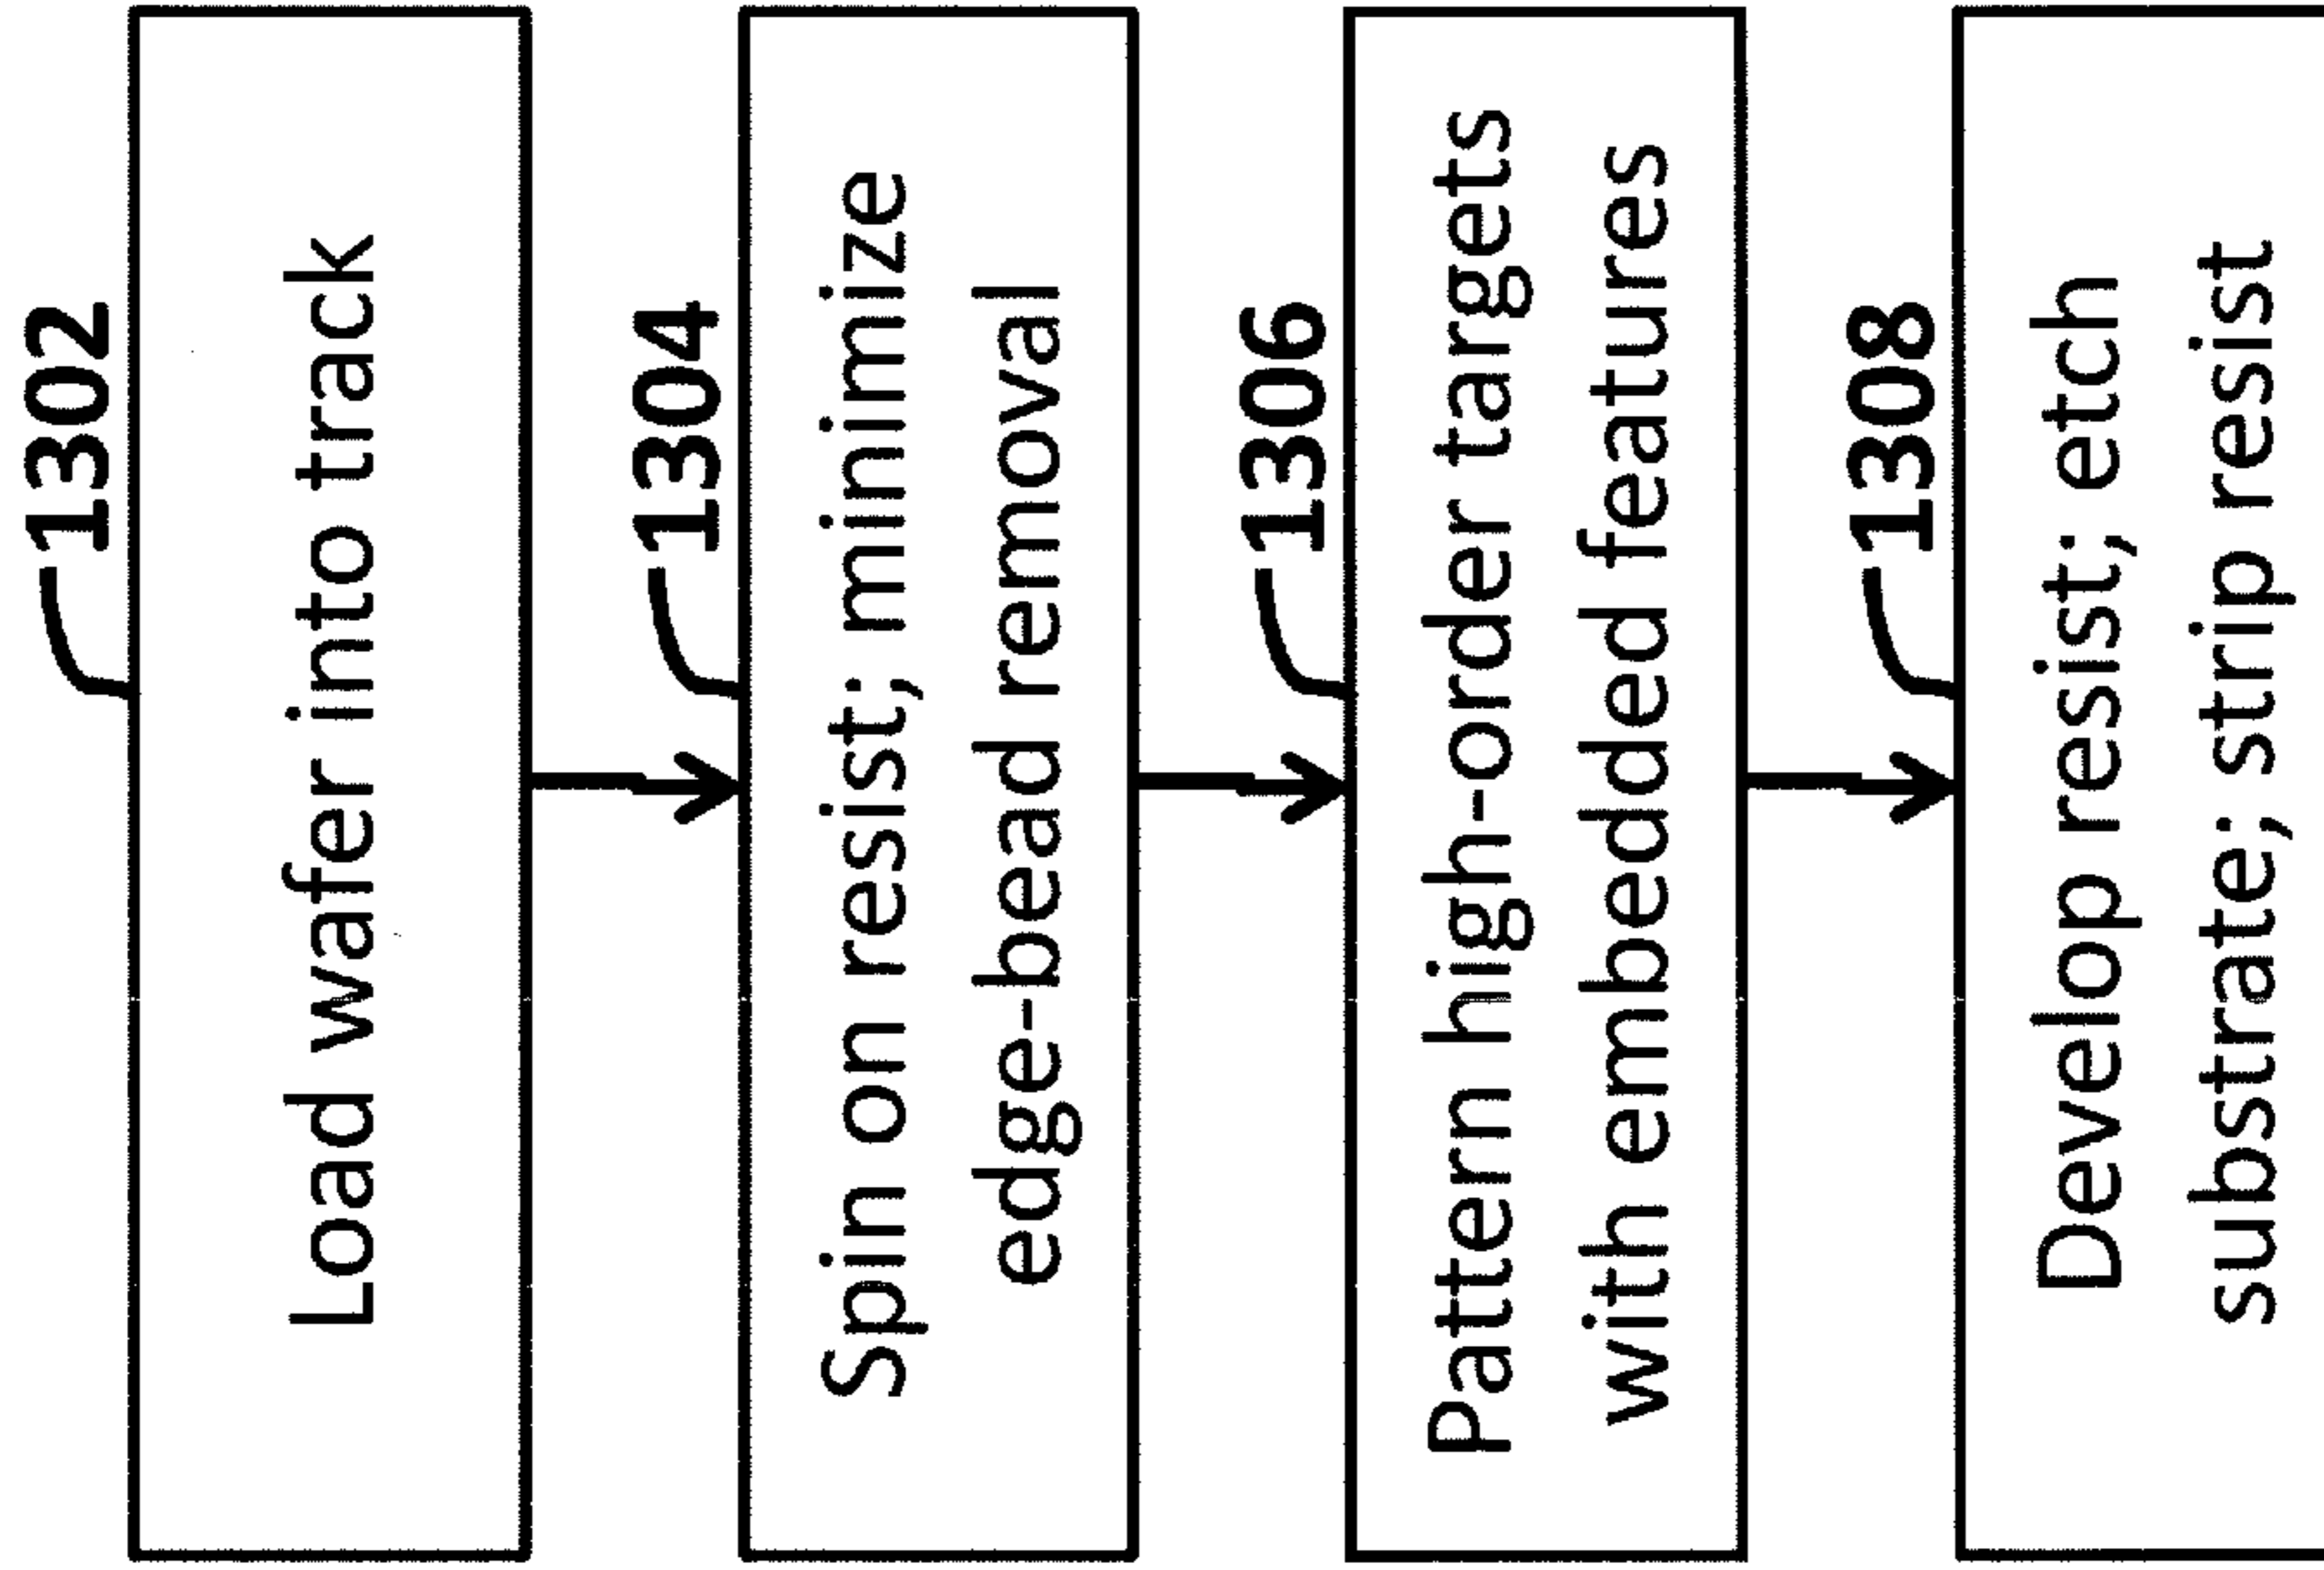 1302
Load wafer into track
1304
Spin on resist; minimize
edge-bead removal
1306
Pattern high-order targets
with embedded features
1308
Develop resist; etch
substrate; strip resist